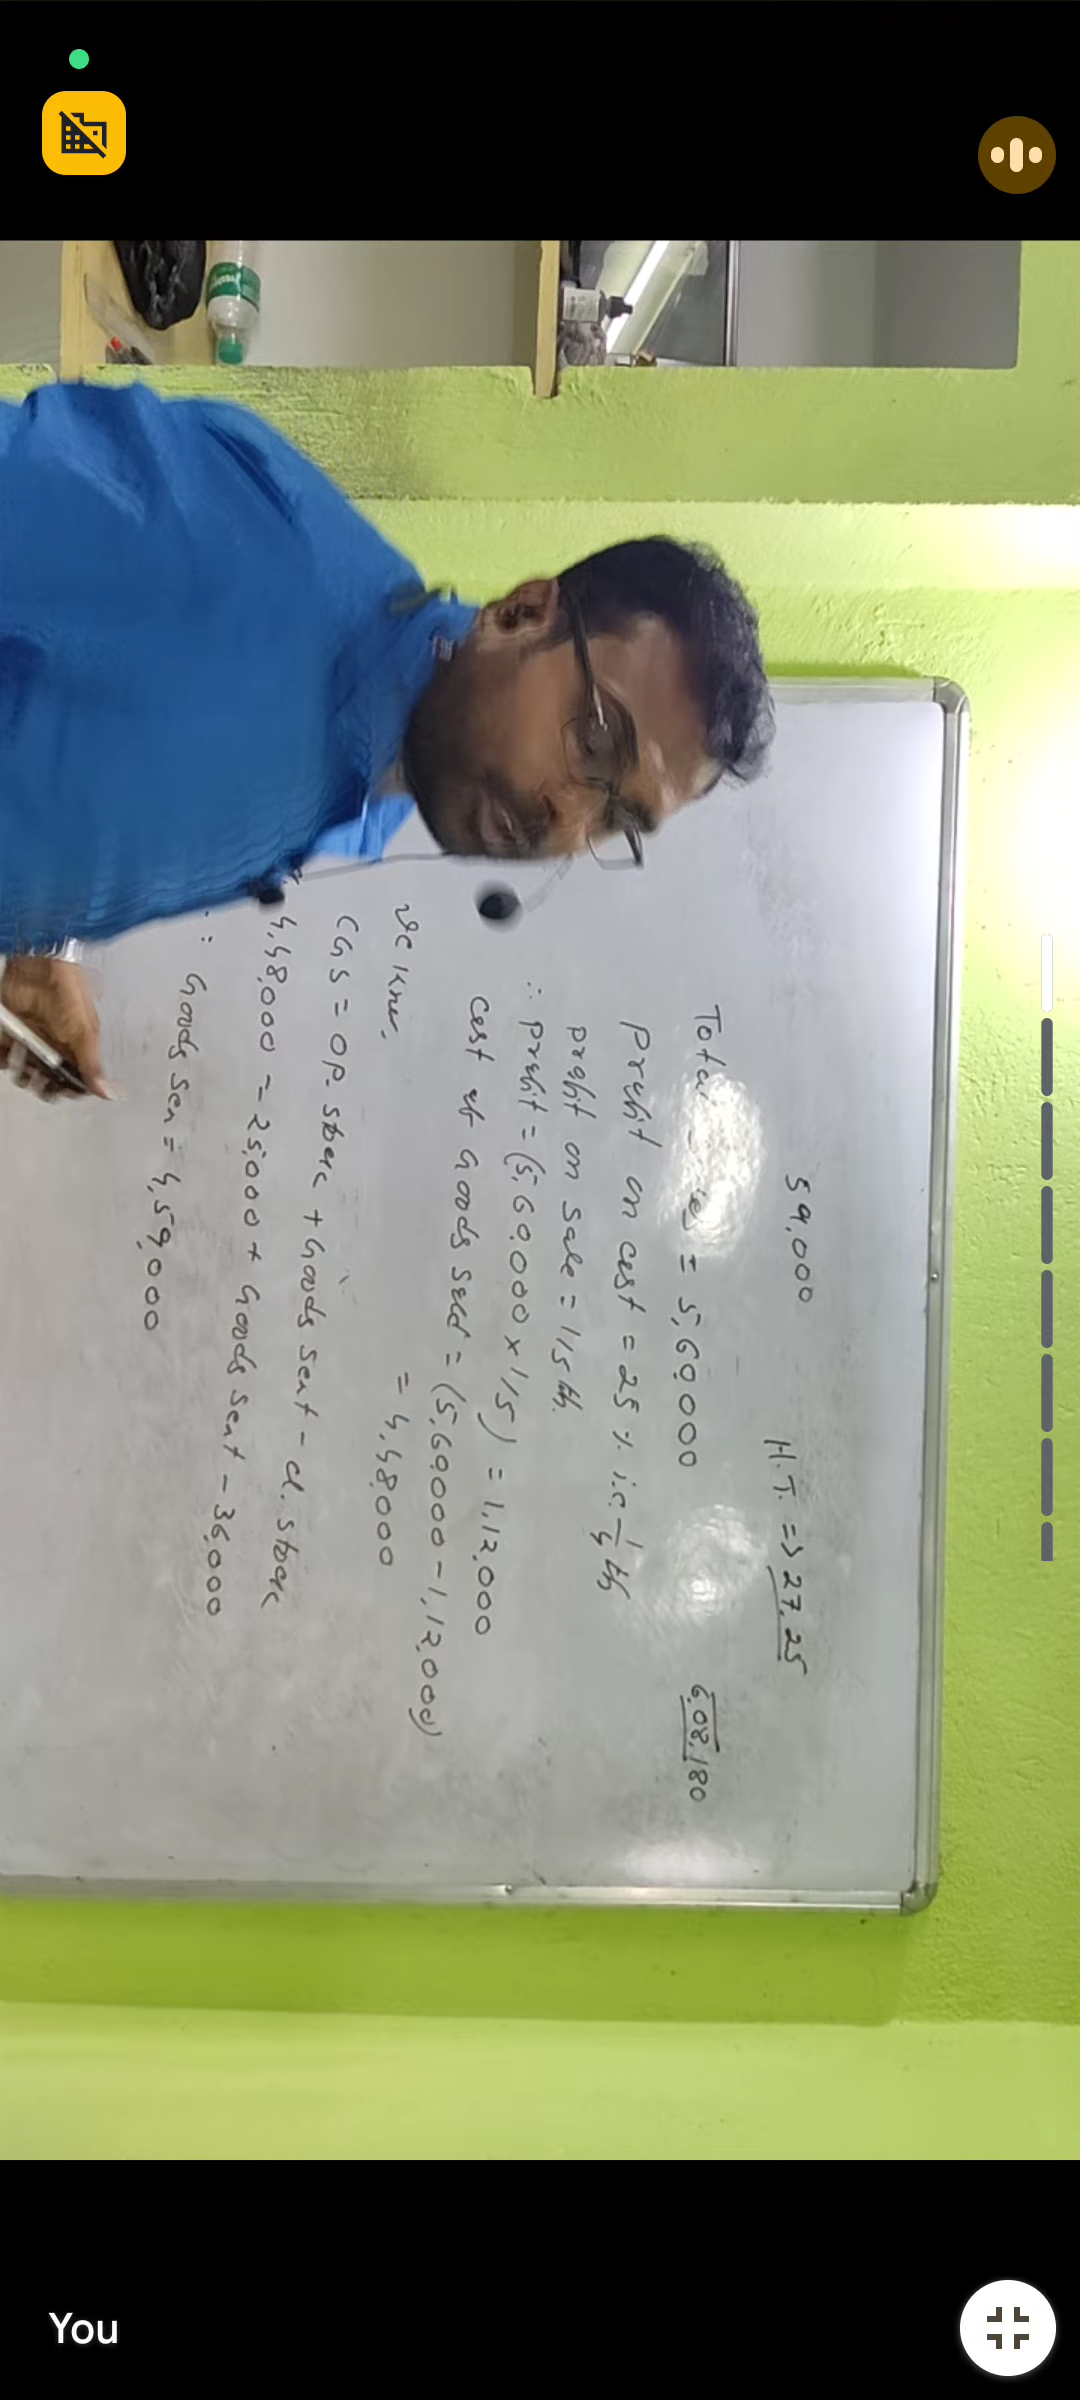 59,000
H.T. => 27,25
6,08,180
= 5,60,000
Profit on cost = 25 % i.e. 1/4 th
profit on sale = 1/5 th.
∴ Profit = (5,60,000 x 1/5) = 1,12,000
Cost of Goods Sold = (5,60,000 - 1,12,000)
= 4,48,000
we know,
CGS = OP. Stock + Goods Sent - Cl. Stock
4,48,000 = 25,000 + Goods Sent - 36,000
∴ Goods Sent = 4,59,000
You